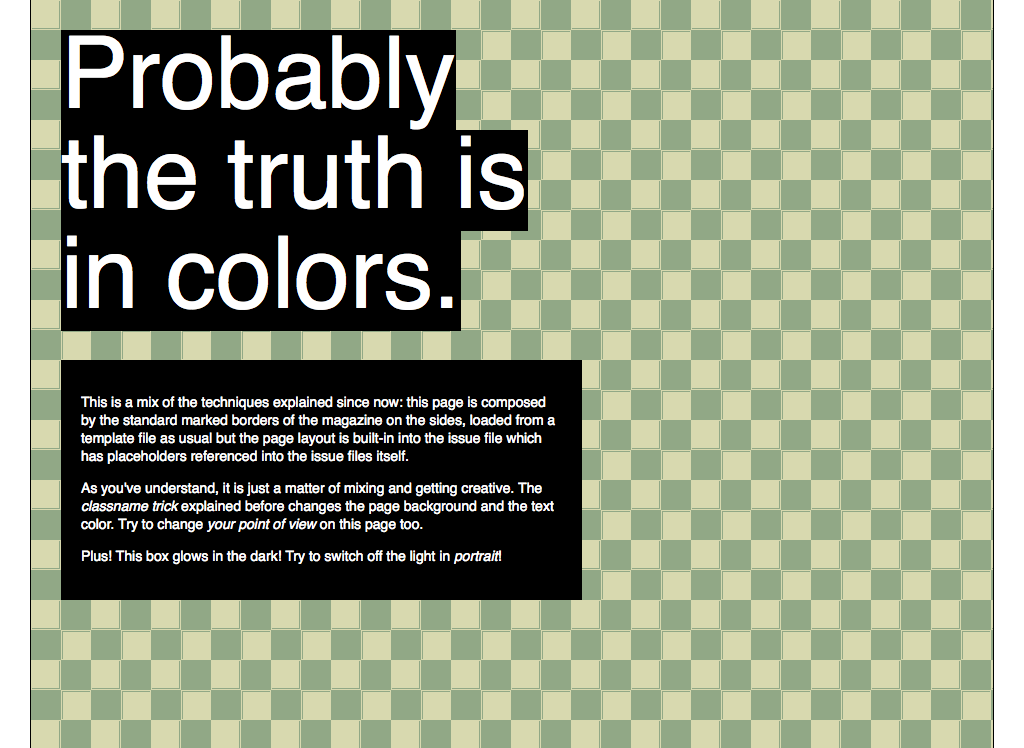 Probably
the truth is
in colors.
This is a mix of the techniques explained since now: this page is composed
by the standard marked borders of the magazine on the sides, loaded from a
template file as usual but the page layout is built-in into the issue file which
has placeholders referenced into the issue files itself.
As you've understand, it is just a matter of mixing and getting creative. The
classname trick explained before changes the page background and the text
color. Try to change your point of view on this page too.
Plus! This box glows in the dark! Try to switch off the light in portrait!